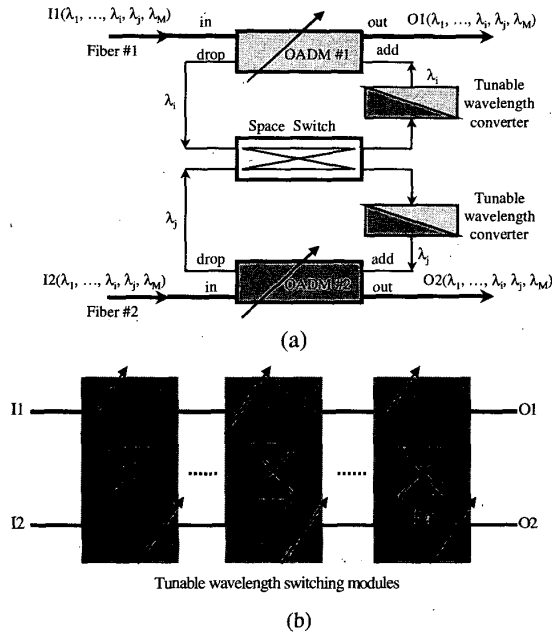 I1(λ1, ..., λi, λj, λM)
in
out
O1(λ1, ..., λi, λj, λM)
Fiber #1
drop
OADM #1
add
λi
λi
Tunable
wavelength
converter
Space Switch
Tunable
wavelength
converter
λj
λj
drop
add
I2(λ1, ..., λi, λj, λM)
in
OADM #2
out
O2(λ1, ..., λi, λj, λM)
Fiber #2
(a)
I1
O1
......
......
I2
O2
Tunable wavelength switching modules
(b)